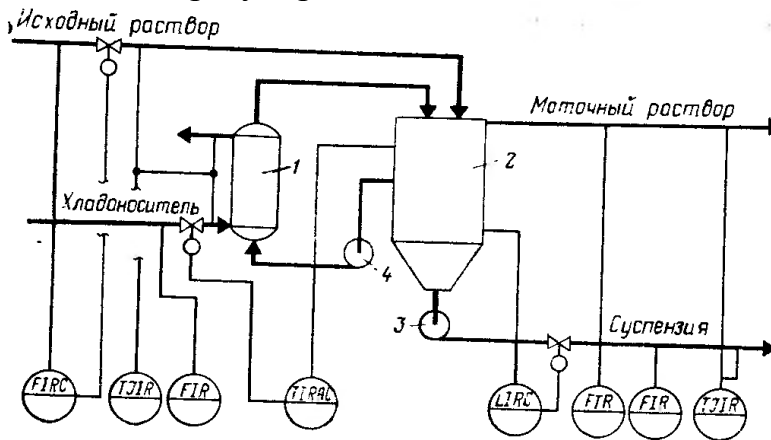 Исходный раствор
Маточный раствор
1
2
Хладоноситель
4
3
Суспензия
FIRC
TJIR
FIR
TIRAC
LIRC
FIR
FIR
TJIR